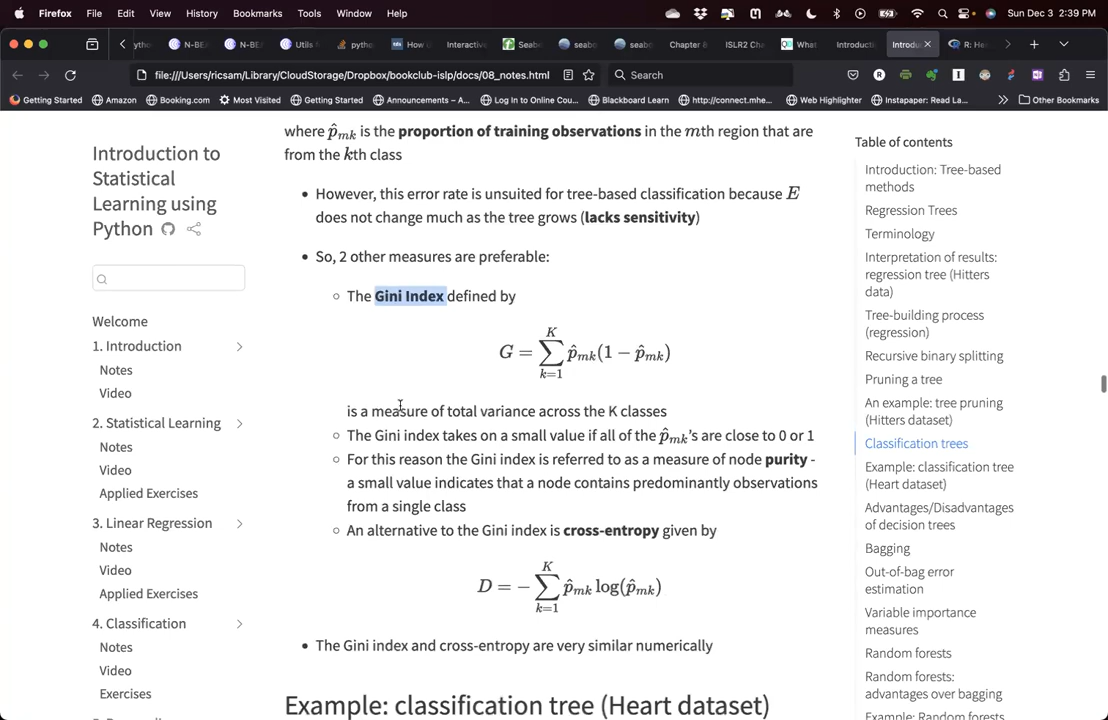 Firefox File Edit View History Bookmarks Tools Window Help Sun Dec 3 2:39 PM
ython N-BE N-BE Utils f pytho How Interactive Seabo seabo seabo Chapter 8 ISLR2 Cha What Introducti Introdu R: He
file:///Users/ricsam/Library/CloudStorage/Dropbox/bookclub-islp/docs/08_notes.html Search
Getting Started Amazon Booking.com Most Visited Getting Started Announcements – A... Log In to Online Cou... Blackboard Learn http://connect.mhe... Web Highlighter Instapaper: Read La... Other Bookmarks
Introduction to
Statistical
Learning using
Python
Welcome
1. Introduction
Notes
Video
2. Statistical Learning
Notes
Video
Applied Exercises
3. Linear Regression
Notes
Video
Applied Exercises
4. Classification
Notes
Video
Exercises
where p̂mk is the proportion of training observations in the mth region that are
from the kth class
• However, this error rate is unsuited for tree-based classification because E
does not change much as the tree grows (lacks sensitivity)
• So, 2 other measures are preferable:
○ The Gini Index defined by
G = ∑_{k=1}^{K} p̂mk(1 − p̂mk)
is a measure of total variance across the K classes
○ The Gini index takes on a small value if all of the p̂mk's are close to 0 or 1
○ For this reason the Gini index is referred to as a measure of node purity -
a small value indicates that a node contains predominantly observations
from a single class
○ An alternative to the Gini index is cross-entropy given by
D = − ∑_{k=1}^{K} p̂mk log(p̂mk)
• The Gini index and cross-entropy are very similar numerically
Example: classification tree (Heart dataset)
Table of contents
Introduction: Tree-based
methods
Regression Trees
Terminology
Interpretation of results:
regression tree (Hitters
data)
Tree-building process
(regression)
Recursive binary splitting
Pruning a tree
An example: tree pruning
(Hitters dataset)
Classification trees
Example: classification tree
(Heart dataset)
Advantages/Disadvantages
of decision trees
Bagging
Out-of-bag error
estimation
Variable importance
measures
Random forests
Random forests:
advantages over bagging
Example: Random forests